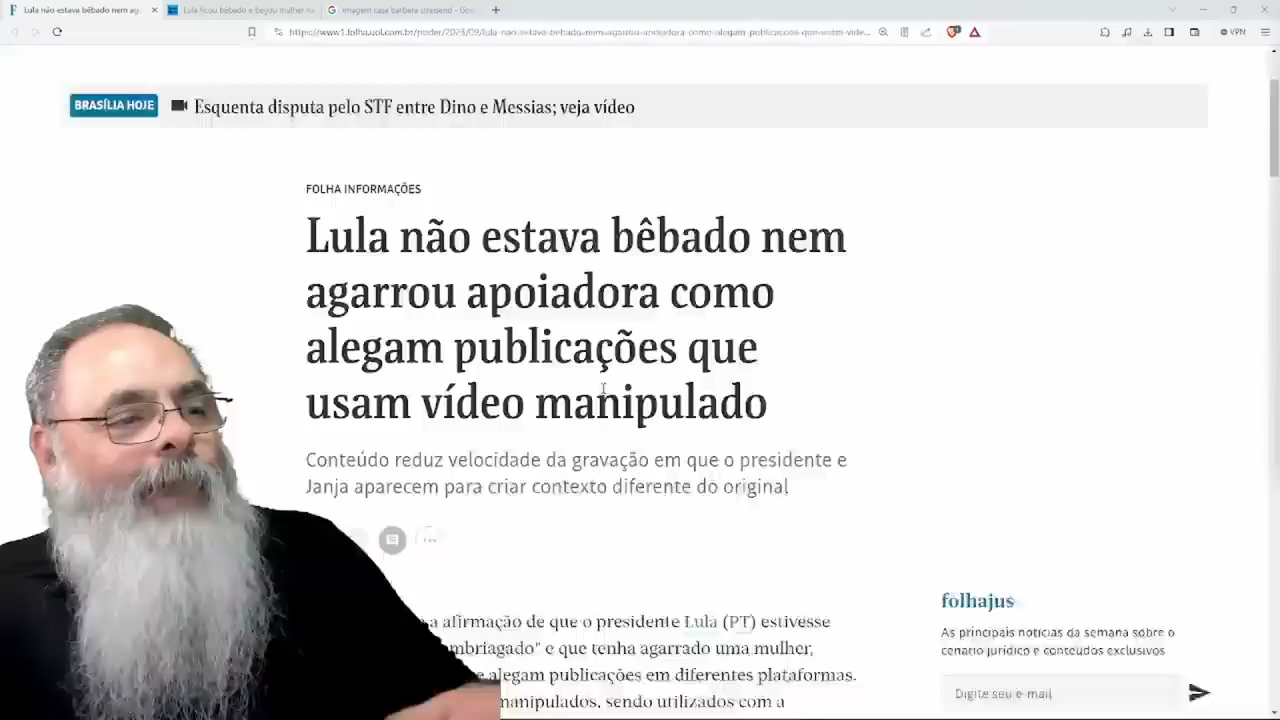 Lula não estava bêbado nem ag
Lula ficou bêbado e beijou mulher na
imagem casa barbara streisend - Goo
https://www1.folha.uol.com.br/poder/2023/09/lula-nao-estava-bebado-nem-agarrou-apoiadora-como-alegam-publicacoes-que-usam-vide...
VPN
BRASÍLIA HOJE
Esquenta disputa pelo STF entre Dino e Messias; veja vídeo
FOLHA INFORMAÇÕES
Lula não estava bêbado nem
agarrou apoiadora como
alegam publicações que
usam vídeo manipulado
Conteúdo reduz velocidade da gravação em que o presidente e
Janja aparecem para criar contexto diferente do original
a afirmação de que o presidente Lula (PT) estivesse
mbriagado" e que tenha agarrado uma mulher,
e alegam publicações em diferentes plataformas.
manipulados, sendo utilizados com a
folhajus
As principais notícias da semana sobre o
cenário jurídico e conteúdos exclusivos
Digite seu e-mail